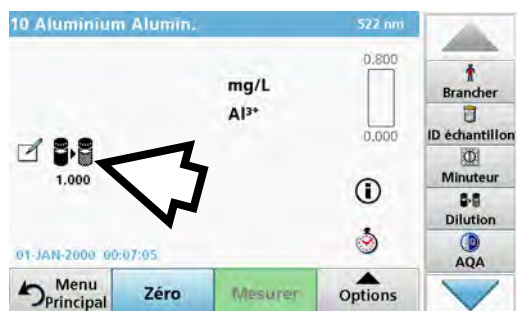 10 Aluminium Alumin.
522 nm
0.800
mg/L
Al³⁺
0.000
1.000
01-JAN-2000 00:07:05
Menu
Principal
Zéro
Mesurer
Options
Brancher
ID échantillon
Minuteur
Dilution
AQA